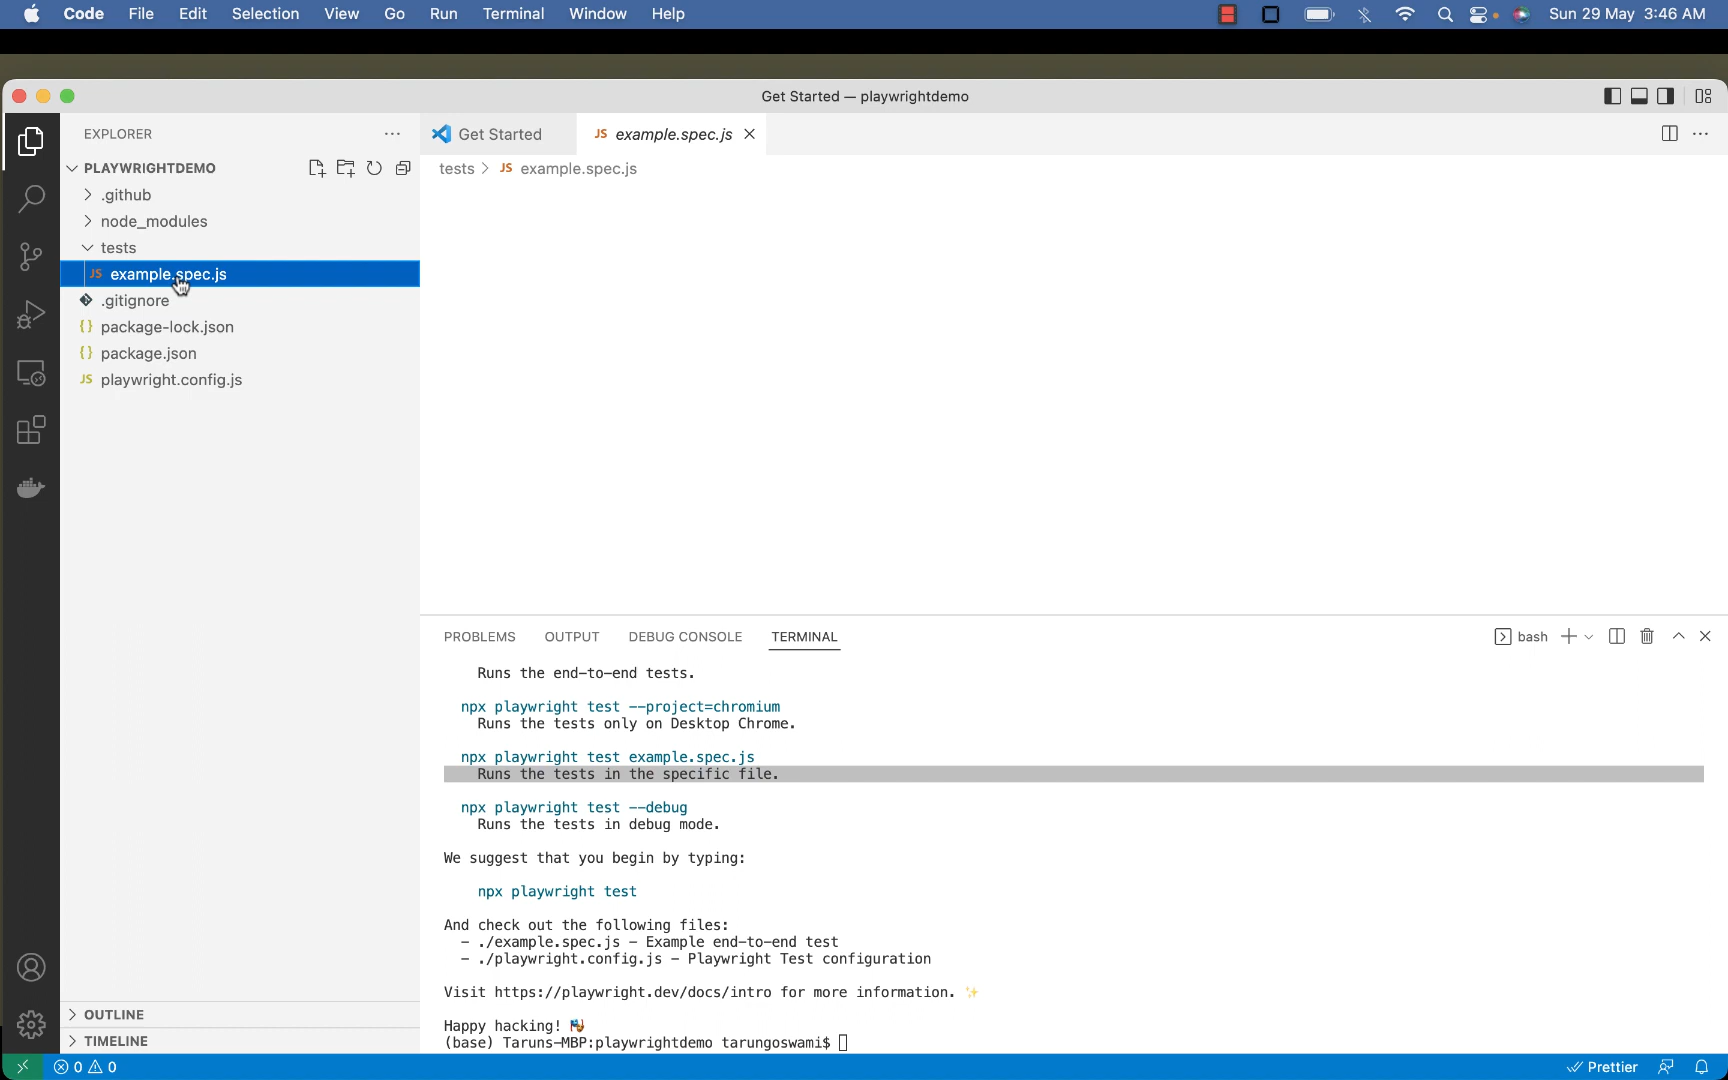 Code File Edit Selection View Go Run Terminal Window Help Sun 29 May 3:46 AM
Get Started — playwrightdemo
EXPLORER
Get Started
JS example.spec.js
PLAYWRIGHTDEMO
tests > JS example.spec.js
.github
node_modules
tests
JS example.spec.js
.gitignore
{} package-lock.json
{} package.json
JS playwright.config.js
PROBLEMS OUTPUT DEBUG CONSOLE TERMINAL bash
Runs the end-to-end tests.
npx playwright test --project=chromium
Runs the tests only on Desktop Chrome.
npx playwright test example.spec.js
Runs the tests in the specific file.
npx playwright test --debug
Runs the tests in debug mode.
We suggest that you begin by typing:
npx playwright test
And check out the following files:
- ./example.spec.js - Example end-to-end test
- ./playwright.config.js - Playwright Test configuration
Visit https://playwright.dev/docs/intro for more information. ✨
Happy hacking! 🎭
(base) Taruns-MBP:playwrightdemo tarungoswami$
OUTLINE
TIMELINE
0 0 Prettier